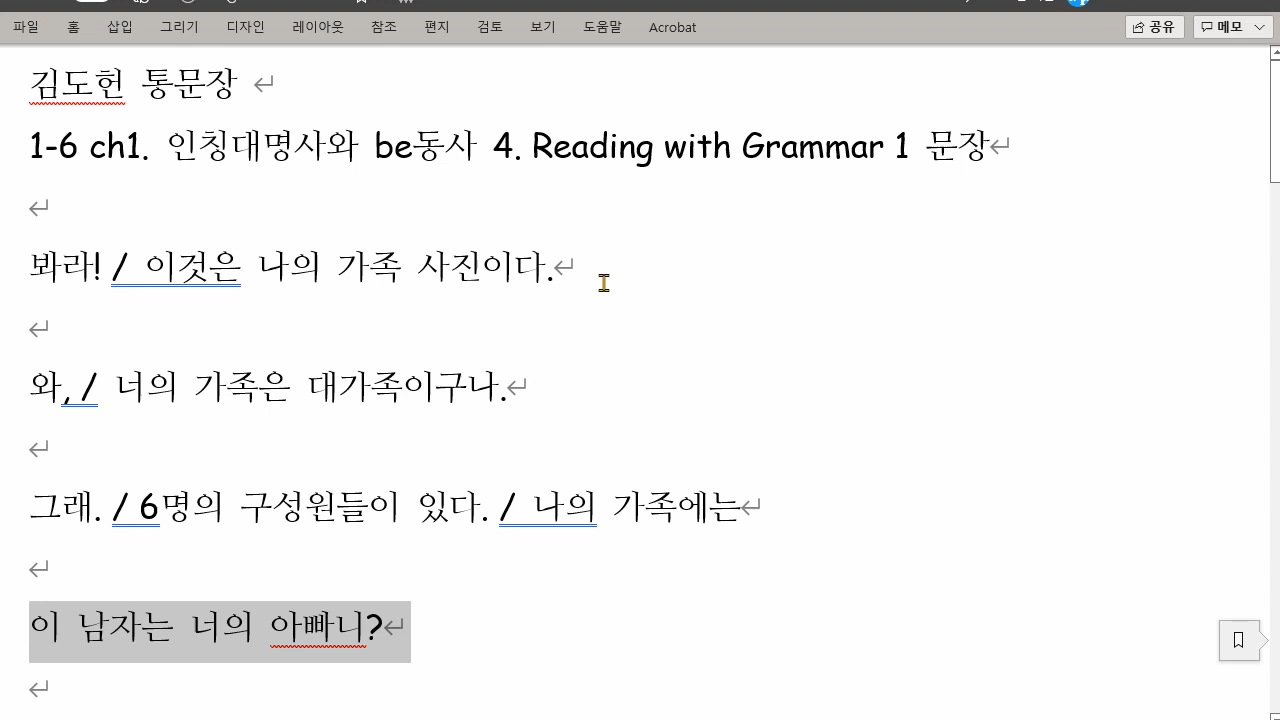 파일 홈 삽입 그리기 디자인 레이아웃 참조 편지 검토 보기 도움말 Acrobat 공유 메모
김도헌 통문장
1-6 ch1. 인칭대명사와 be동사 4. Reading with Grammar 1 문장
봐라! / 이것은 나의 가족 사진이다.
와, / 너의 가족은 대가족이구나.
그래. / 6명의 구성원들이 있다. / 나의 가족에는
이 남자는 너의 아빠니?